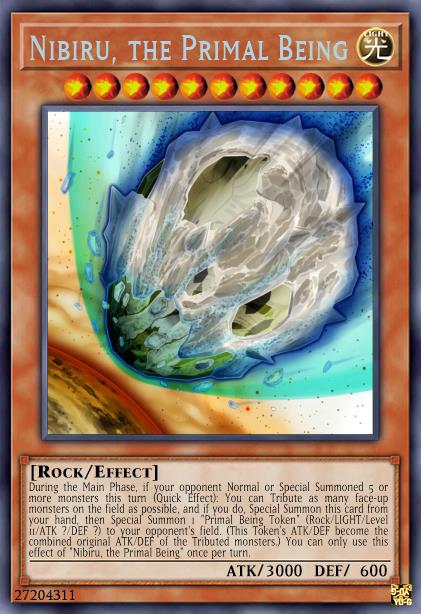 NIBIRU, THE PRIMAL BEING
LIGHT
光
[ROCK/EFFECT]
During the Main Phase, if your opponent Normal or Special Summoned 5 or
more monsters this turn (Quick Effect): You can Tribute as many face-up
monsters on the field as possible, and if you do, Special Summon this card from
your hand, then Special Summon 1 "Primal Being Token" (Rock/LIGHT/Level
11/ATK ?/DEF ?) to your opponent's field. (This Token's ATK/DEF become the
combined original ATK/DEF of the Tributed monsters.) You can only use this
effect of "Nibiru, the Primal Being" once per turn.
ATK/3000 DEF/ 600
27204311